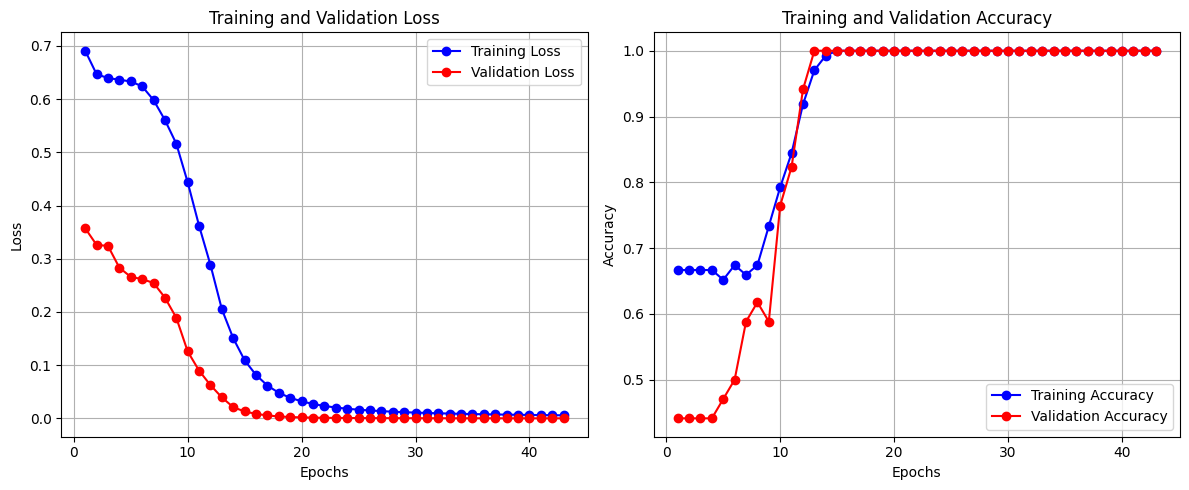 Training and Validation Loss
0.7
0.6
0.5
0.4
0.3
0.2
0.1
0.0
Loss
0
10
20
30
40
Epochs
Training Loss
Validation Loss
Training and Validation Accuracy
1.0
0.9
0.8
0.7
0.6
0.5
Accuracy
0
10
20
30
40
Epochs
Training Accuracy
Validation Accuracy